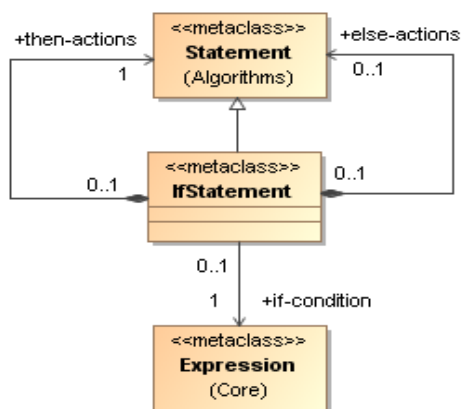 <<metaclass>>
Statement
(Algorithms)
+then-actions
1
+else-actions
0..1
<<metaclass>>
IfStatement
0..1
0..1
0..1
1
+if-condition
<<metaclass>>
Expression
(Core)